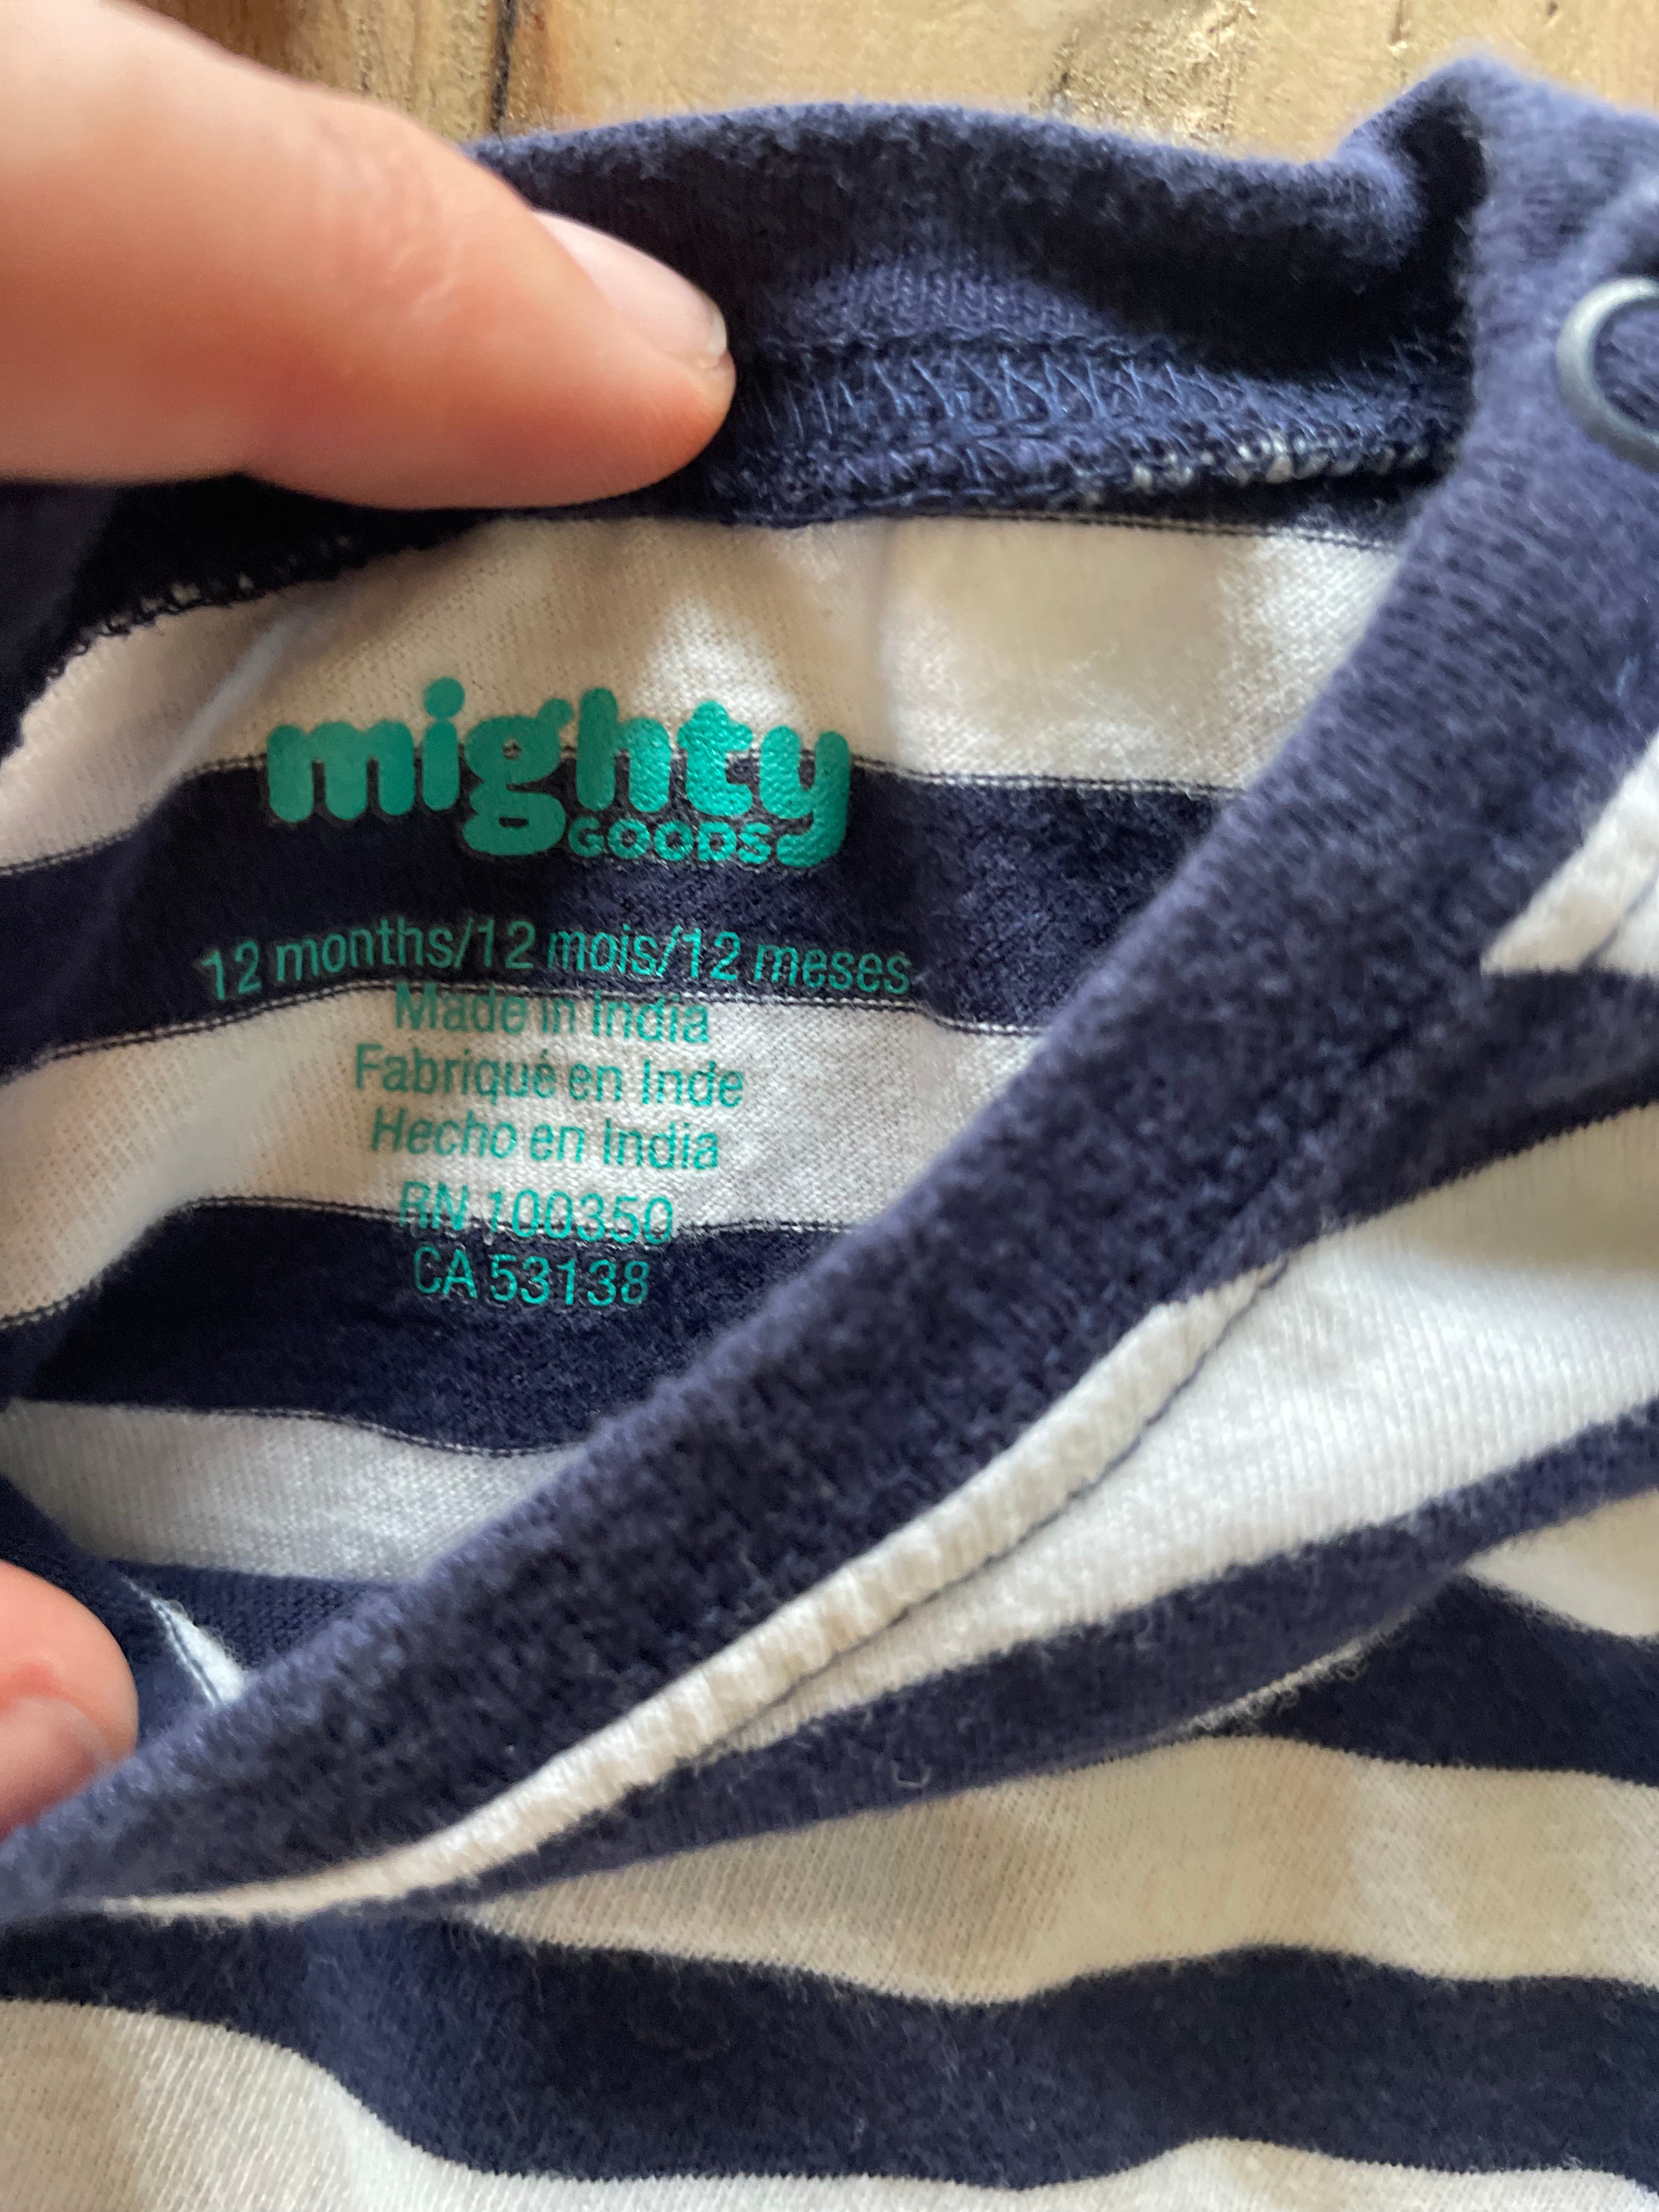 mighty
GOODS
12 months/12 mois/12 meses
Made in India
Fabriqué en Inde
Hecho en India
RN 100350
CA 53138